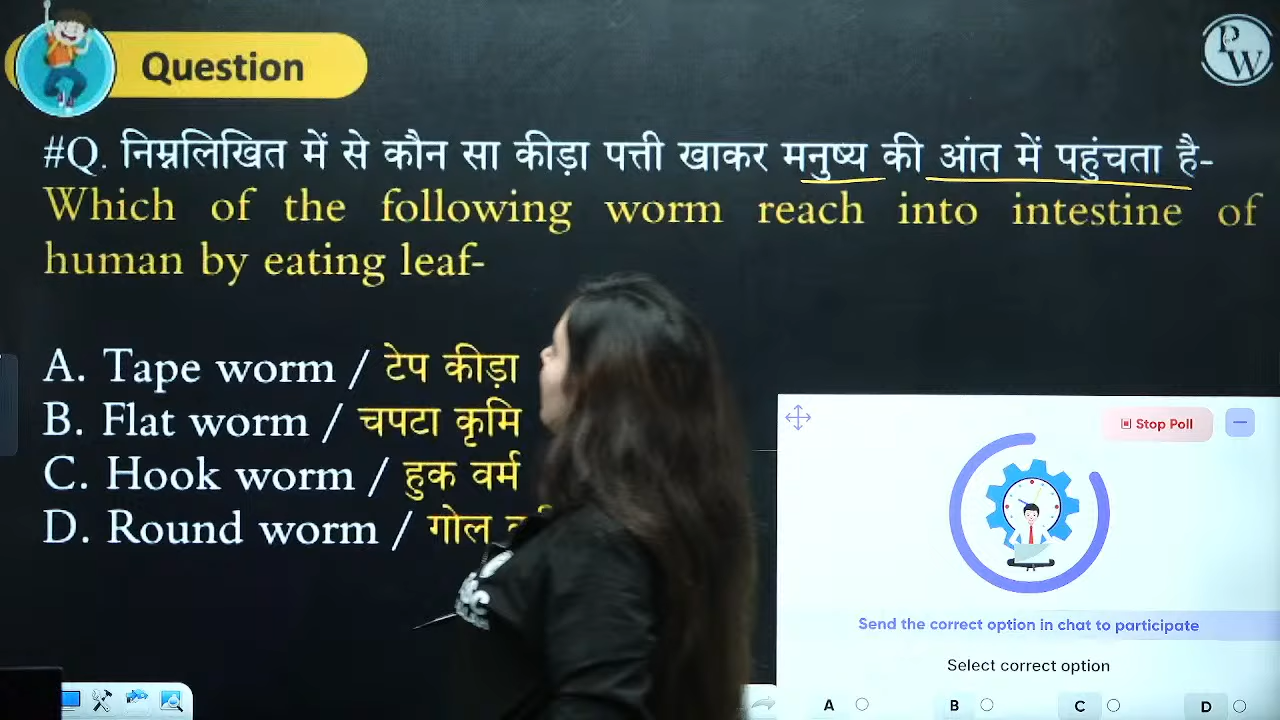 Question
PW
#Q. निम्नलिखित में से कौन सा कीड़ा पत्ती खाकर मनुष्य की आंत में पहुंचता है-
Which of the following worm reach into intestine of
human by eating leaf-
A. Tape worm / टेप कीड़ा
B. Flat worm / चपटा कृमि
C. Hook worm / हुक वर्म
D. Round worm / गोल
Stop Poll
Send the correct option in chat to participate
Select correct option
A B C D